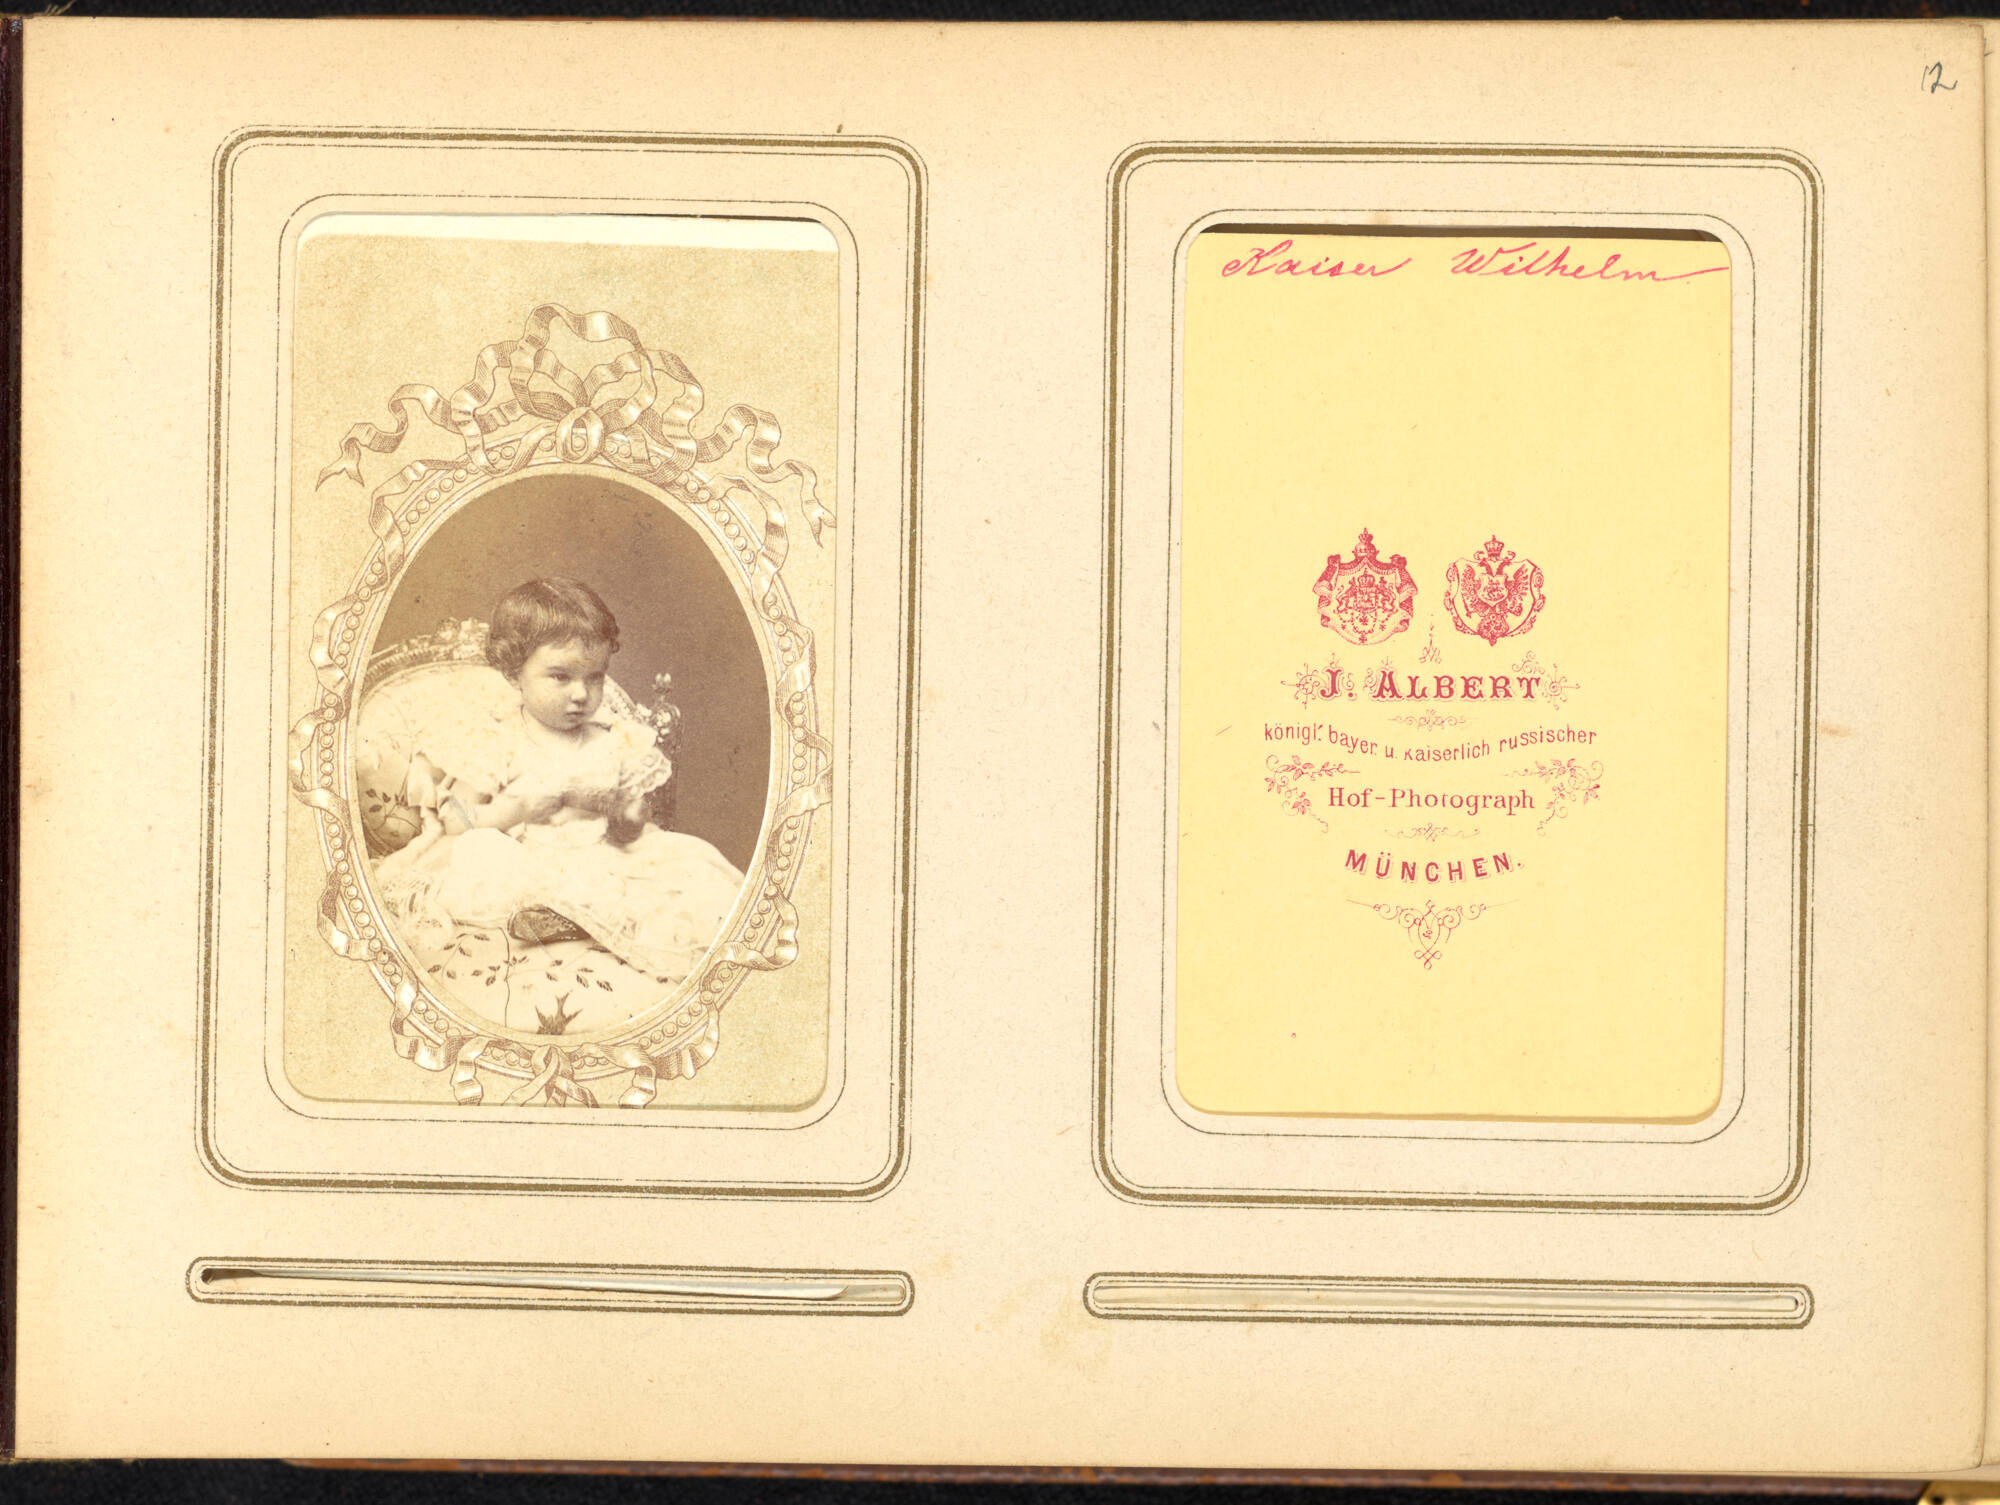 12
Kaiser Wilhelm
J. ALBERT
königl. bayer. u. kaiserlich russischer
Hof-Photograph
MÜNCHEN.